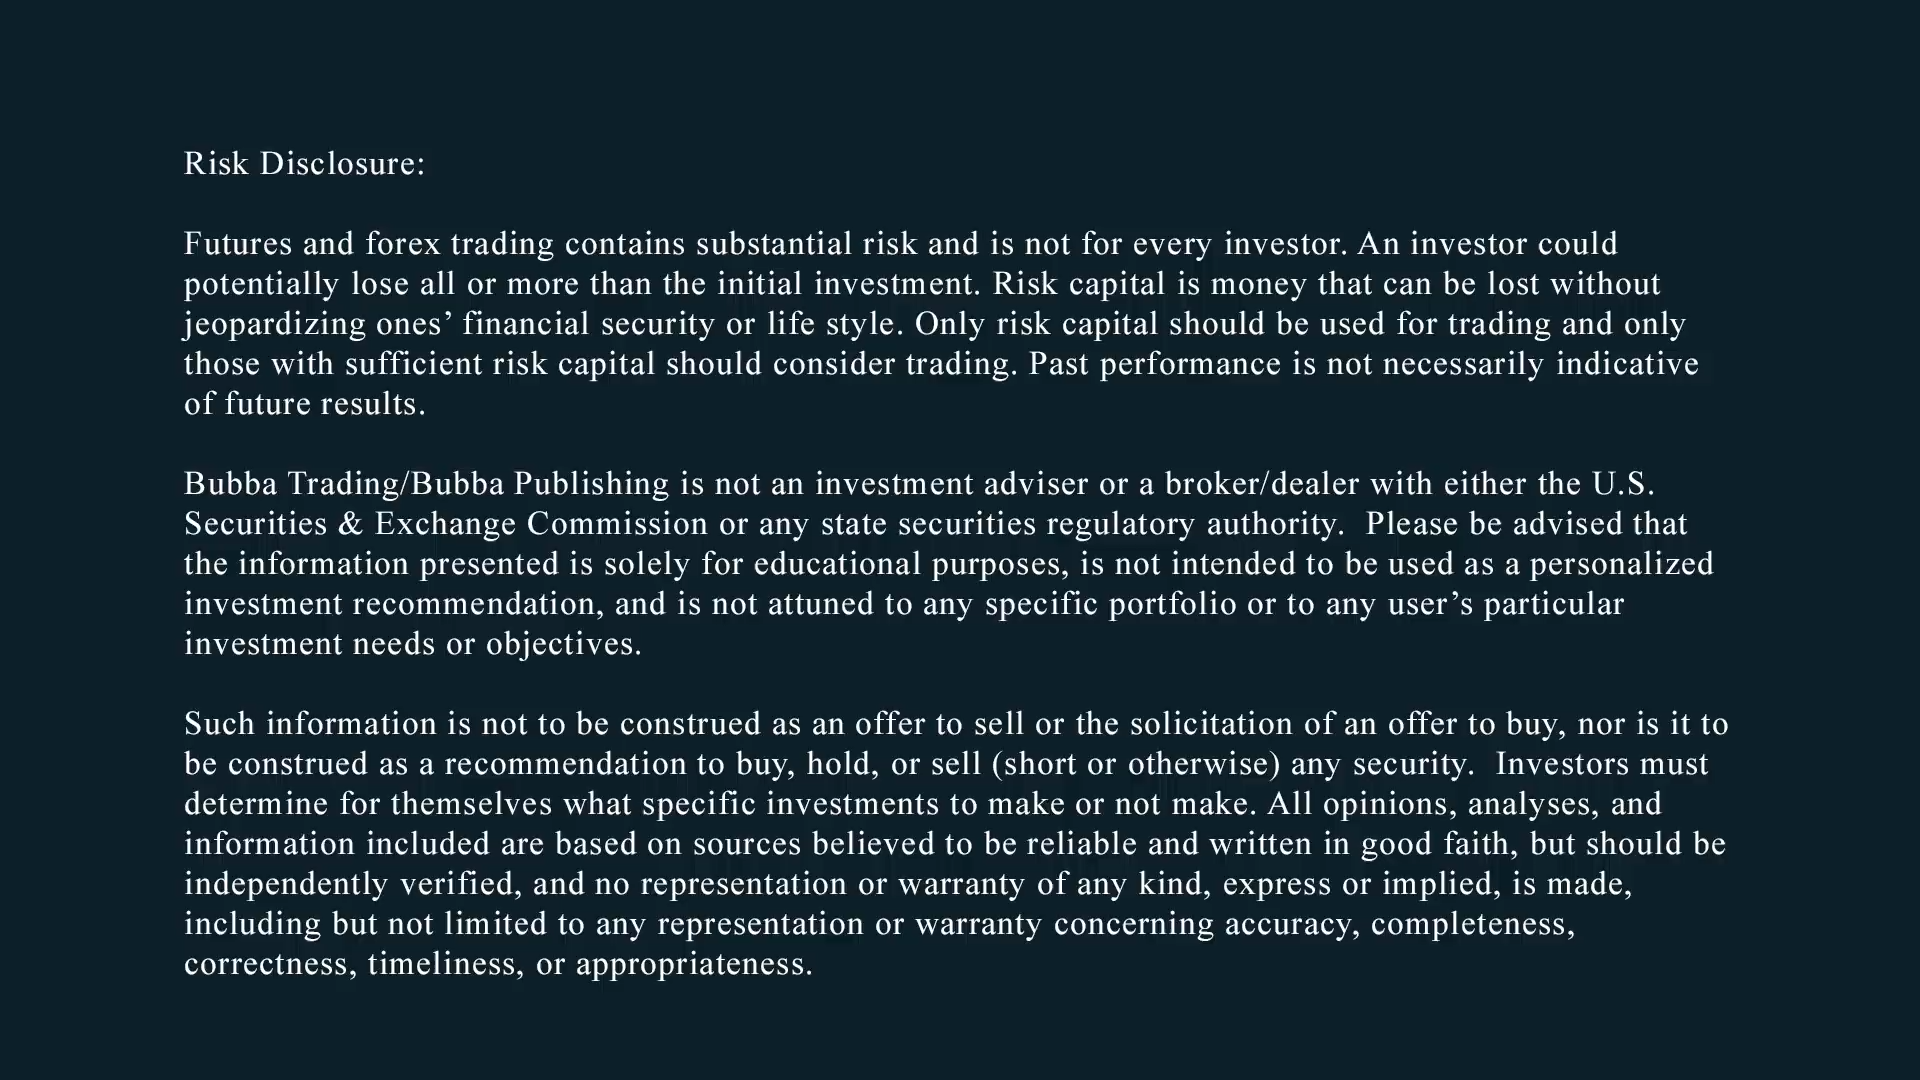 Risk Disclosure:
Futures and forex trading contains substantial risk and is not for every investor. An investor could
potentially lose all or more than the initial investment. Risk capital is money that can be lost without
jeopardizing ones’ financial security or life style. Only risk capital should be used for trading and only
those with sufficient risk capital should consider trading. Past performance is not necessarily indicative
of future results.
Bubba Trading/Bubba Publishing is not an investment adviser or a broker/dealer with either the U.S.
Securities & Exchange Commission or any state securities regulatory authority.  Please be advised that
the information presented is solely for educational purposes, is not intended to be used as a personalized
investment recommendation, and is not attuned to any specific portfolio or to any user’s particular
investment needs or objectives.
Such information is not to be construed as an offer to sell or the solicitation of an offer to buy, nor is it to
be construed as a recommendation to buy, hold, or sell (short or otherwise) any security.  Investors must
determine for themselves what specific investments to make or not make. All opinions, analyses, and
information included are based on sources believed to be reliable and written in good faith, but should be
independently verified, and no representation or warranty of any kind, express or implied, is made,
including but not limited to any representation or warranty concerning accuracy, completeness,
correctness, timeliness, or appropriateness.